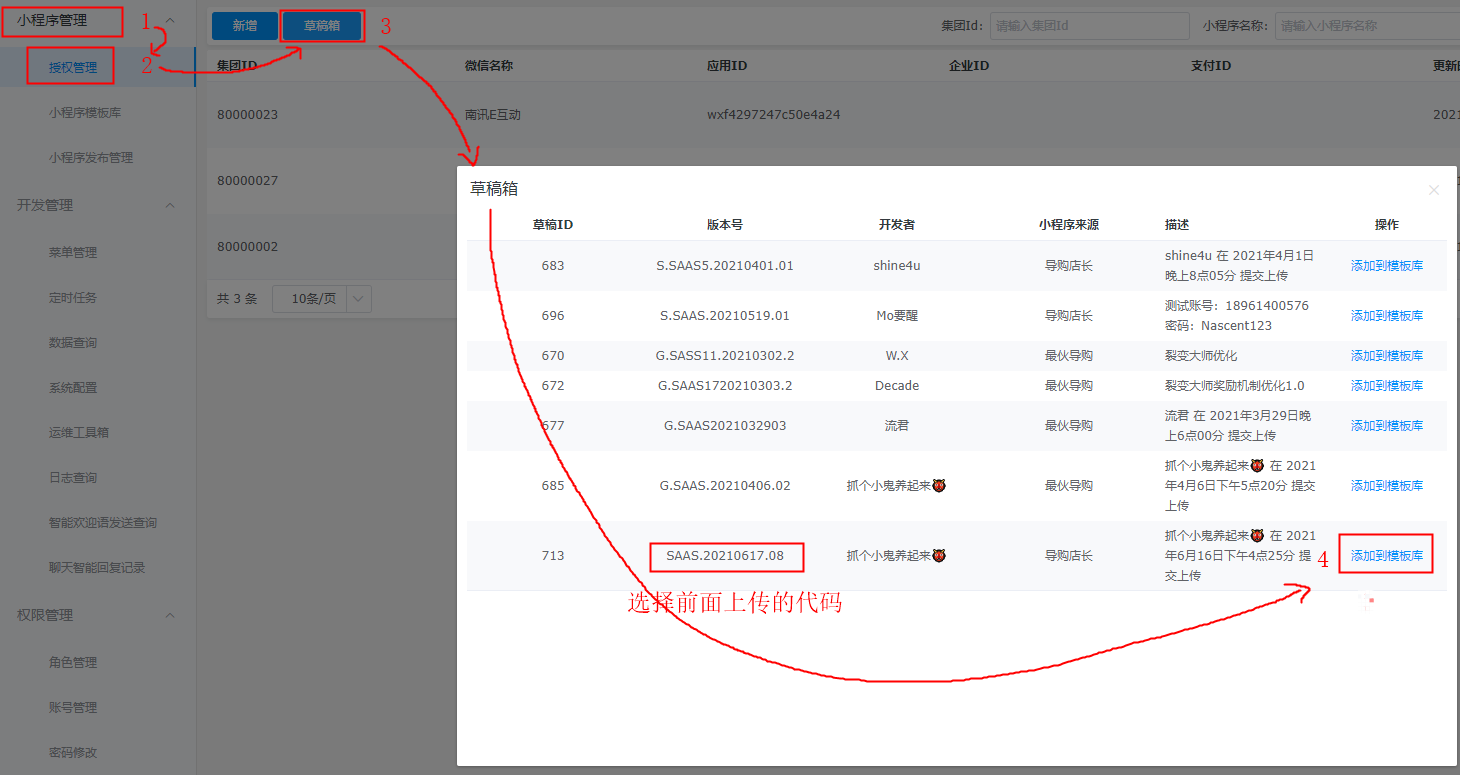 小程序管理
1
新增
草稿箱
3
集团Id:
请输入集团Id
小程序名称:
请输入小程序名称
授权管理
2
集团ID
微信名称
应用ID
企业ID
支付ID
小程序模板库
80000023
南讯E互动
wxf4297247c50e4a24
2021
小程序发布管理
80000027
开发管理
80000002
菜单管理
定时任务
共 3 条
10条/页
数据查询
系统配置
运维工具箱
日志查询
智能欢迎语发送查询
聊天智能回复记录
权限管理
角色管理
账号管理
密码修改
草稿箱
草稿ID
版本号
开发者
小程序来源
描述
操作
683
S.SAAS5.20210401.01
shine4u
导购店长
shine4u 在 2021年4月1日
晚上8点05分 提交上传
添加到模板库
696
S.SAAS.20210519.01
Mo要醒
导购店长
测试账号：18961400576
密码：Nascent123
添加到模板库
670
G.SASS11.20210302.2
W.X
最伙导购
裂变大师优化
添加到模板库
672
G.SAAS1720210303.2
Decade
最伙导购
裂变大师奖励机制优化1.0
添加到模板库
677
G.SAAS2021032903
流君
最伙导购
流君 在 2021年3月29日晚
上6点00分 提交上传
添加到模板库
685
G.SAAS.20210406.02
抓个小鬼养起来👹
最伙导购
抓个小鬼养起来👹 在 2021
年4月6日下午5点20分 提交
上传
添加到模板库
713
SAAS.20210617.08
抓个小鬼养起来👹
导购店长
抓个小鬼养起来👹 在 2021
年6月16日下午4点25分 提
交上传
4
添加到模板库
选择前面上传的代码